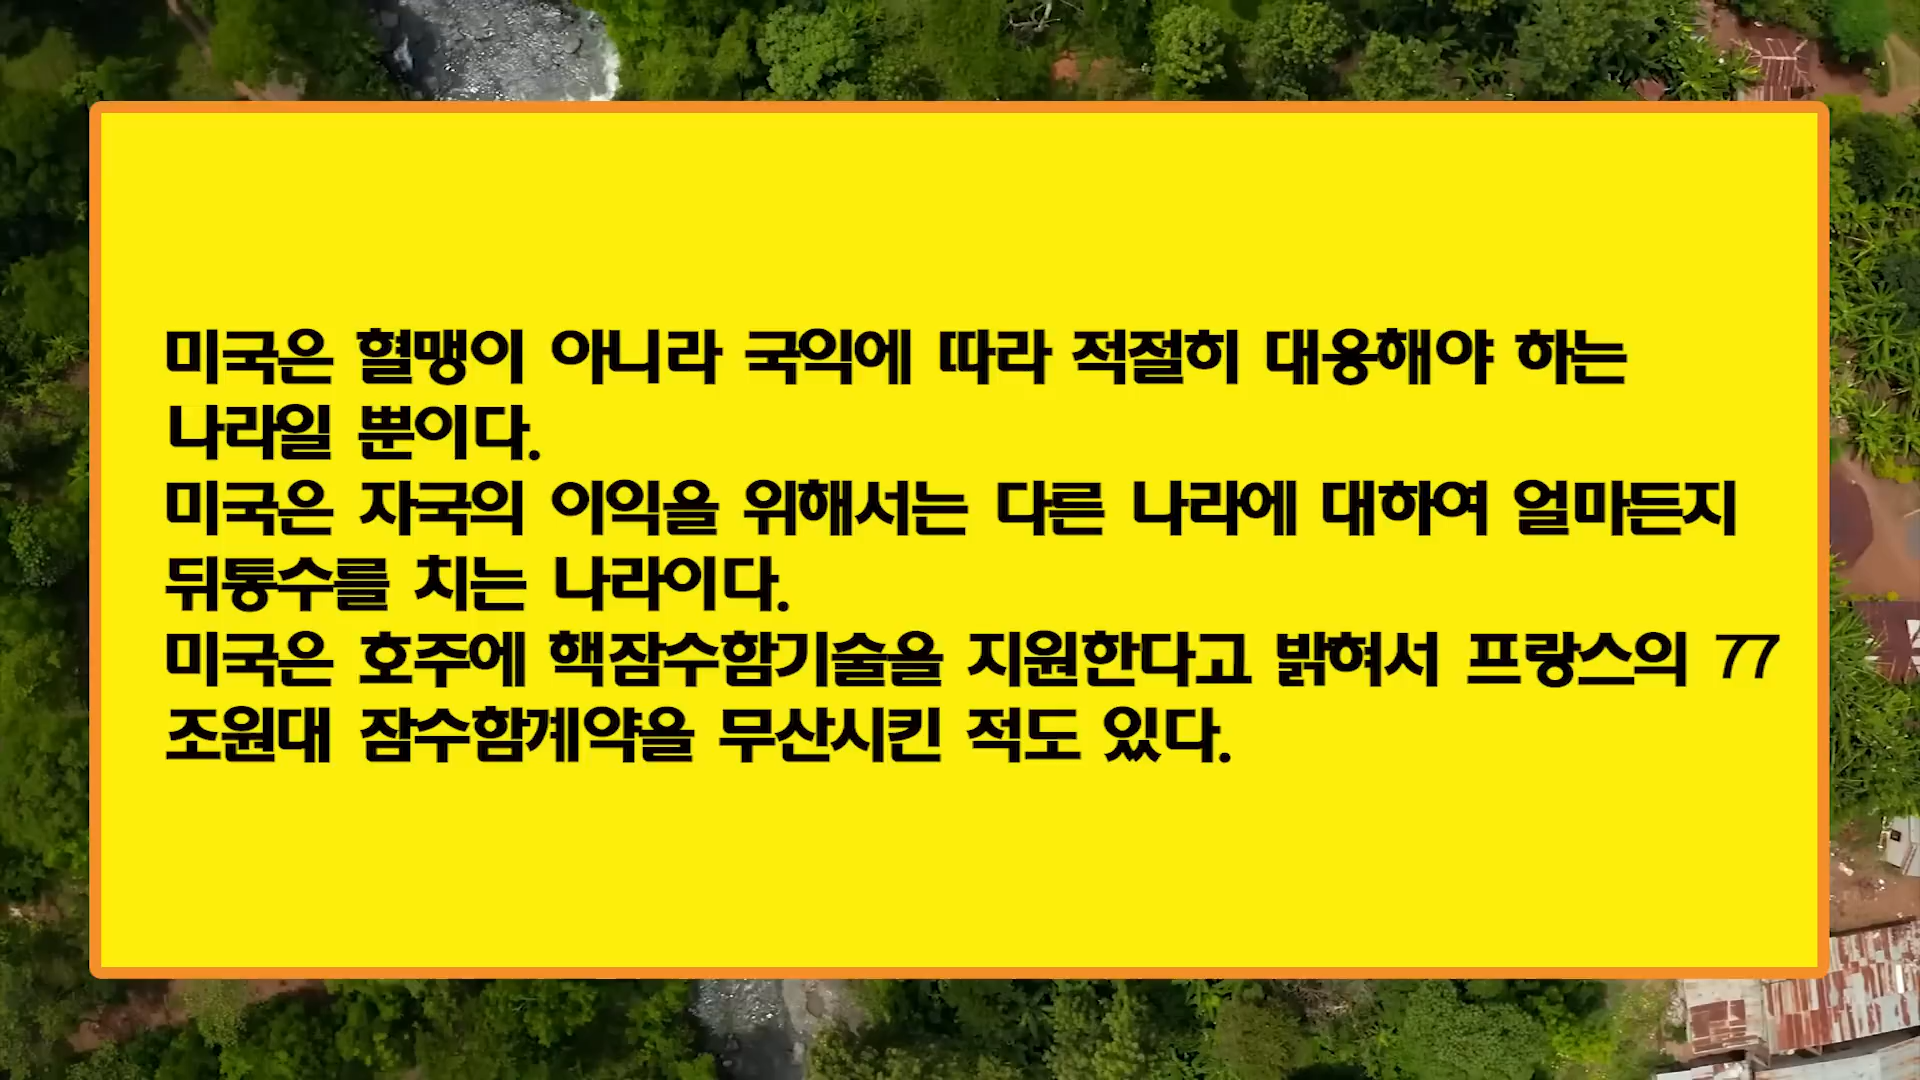 미국은 혈맹이 아니라 국익에 따라 적절히 대응해야 하는
나라일 뿐이다.
미국은 자국의 이익을 위해서는 다른 나라에 대하여 얼마든지
뒤통수를 치는 나라이다.
미국은 호주에 핵잠수함기술을 지원한다고 밝혀서 프랑스의 77
조원대 잠수함계약을 무산시킨 적도 있다.